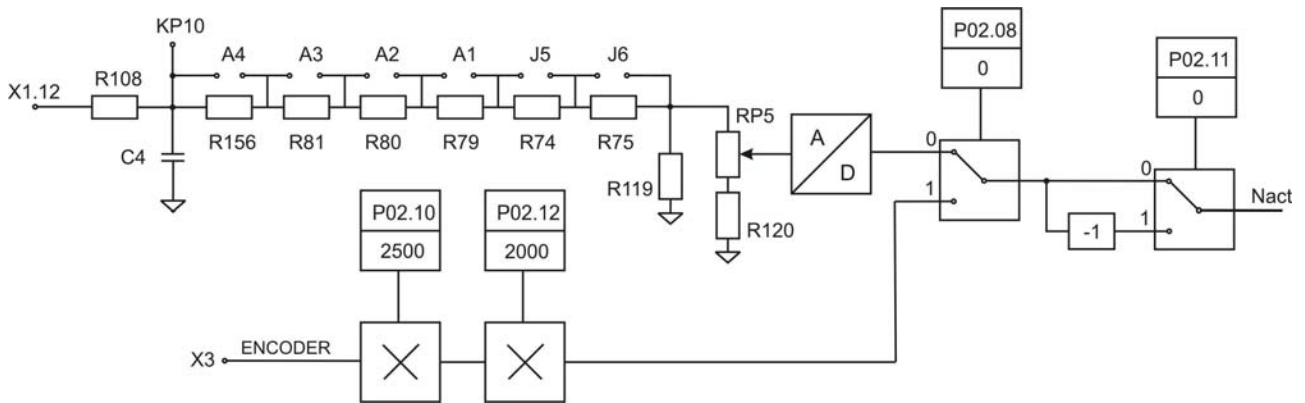 P02.08
0
P02.11
0
KP10
A4 A3 A2 A1 J5 J6
X1.12
R108
R156 R81 R80 R79 R74 R75
C4
RP5
A
D
0
1
0
1
-1
Nact
R119
R120
P02.10
2500
P02.12
2000
X3
ENCODER